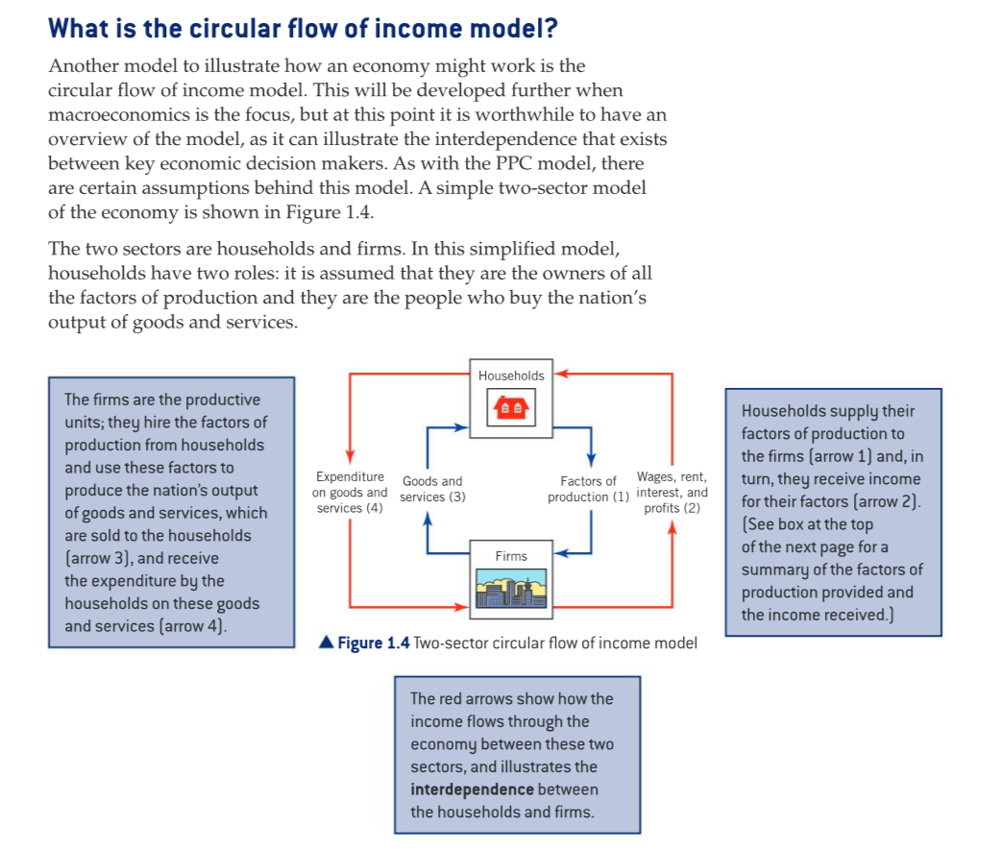 What is the circular flow of income model?
Another model to illustrate how an economy might work is the
circular flow of income model. This will be developed further when
macroeconomics is the focus, but at this point it is worthwhile to have an
overview of the model, as it can illustrate the interdependence that exists
between key economic decision makers. As with the PPC model, there
are certain assumptions behind this model. A simple two-sector model
of the economy is shown in Figure 1.4.
The two sectors are households and firms. In this simplified model,
households have two roles: it is assumed that they are the owners of all
the factors of production and they are the people who buy the nation's
output of goods and services.
The firms are the productive
units; they hire the factors of
production from households
and use these factors to
produce the nation's output
of goods and services, which
are sold to the households
(arrow 3), and receive
the expenditure by the
households on these goods
and services (arrow 4).
Households
Expenditure
on goods and
services (4)
Goods and
services (3)
Factors of
production (1)
Wages, rent,
interest, and
profits (2)
Firms
▲ Figure 1.4 Two-sector circular flow of income model
Households supply their
factors of production to
the firms (arrow 1) and, in
turn, they receive income
for their factors (arrow 2).
(See box at the top
of the next page for a
summary of the factors of
production provided and
the income received.)
The red arrows show how the
income flows through the
economy between these two
sectors, and illustrates the
interdependence between
the households and firms.